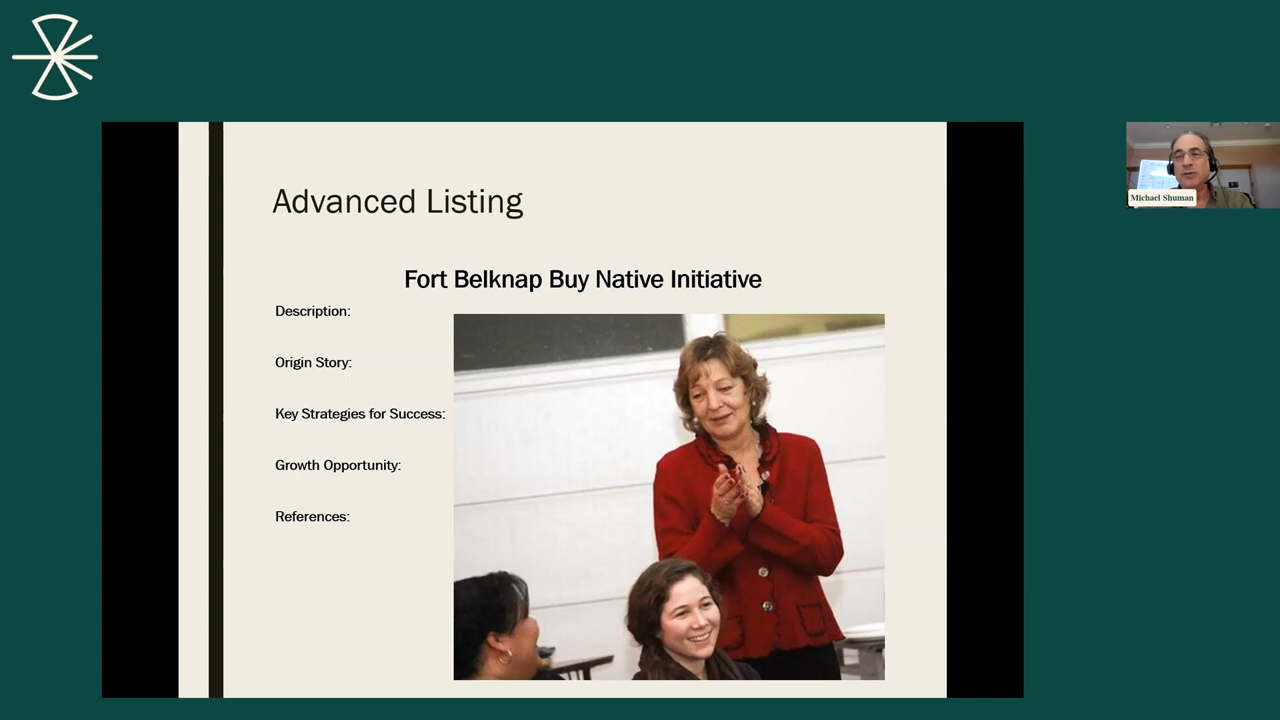 Advanced Listing
Fort Belknap Buy Native Initiative
Description:
Origin Story:
Key Strategies for Success:
Growth Opportunity:
References:
Michael Shuman